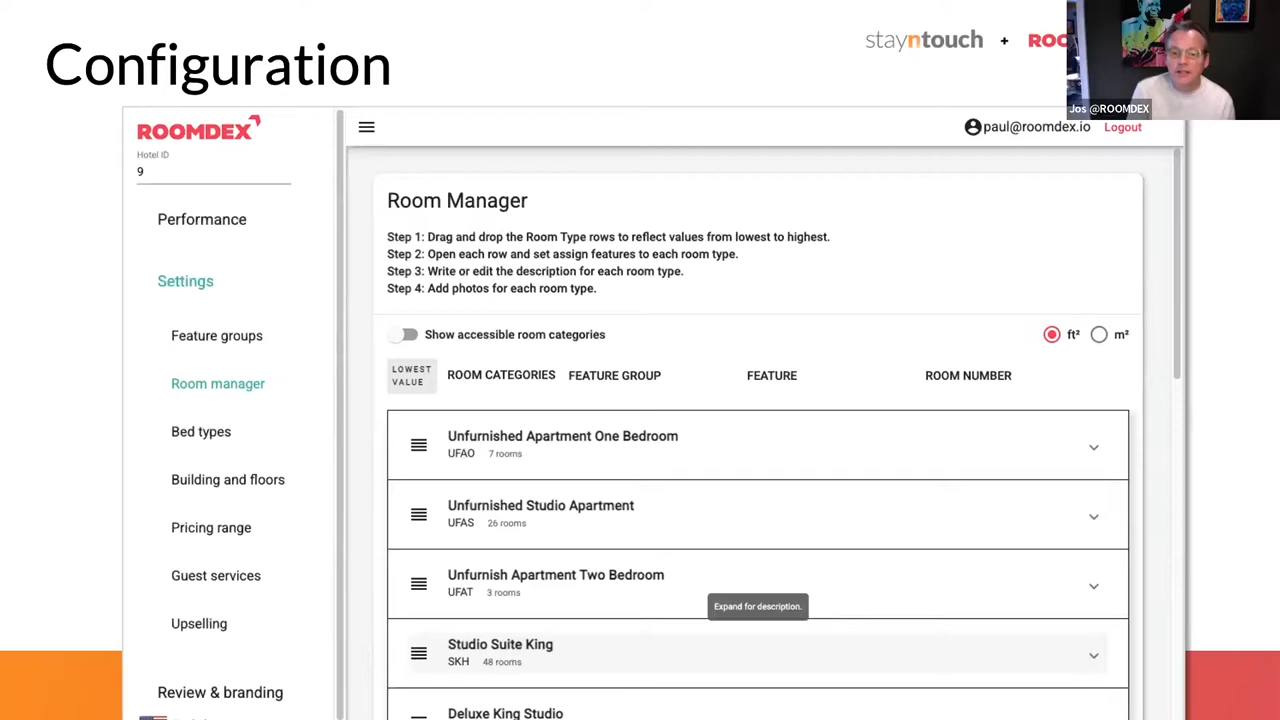 Configuration
stayntouch + ROO
Jos @ROOMDEX
ROOMDEX
Hotel ID
9
paul@roomdex.io Logout
Performance
Settings
Feature groups
Room manager
Bed types
Building and floors
Pricing range
Guest services
Upselling
Review & branding
Room Manager
Step 1: Drag and drop the Room Type rows to reflect values from lowest to highest.
Step 2: Open each row and set assign features to each room type.
Step 3: Write or edit the description for each room type.
Step 4: Add photos for each room type.
Show accessible room categories
ft² m²
LOWEST
VALUE
ROOM CATEGORIES FEATURE GROUP FEATURE ROOM NUMBER
Unfurnished Apartment One Bedroom
UFAO 7 rooms
Unfurnished Studio Apartment
UFAS 26 rooms
Unfurnish Apartment Two Bedroom
UFAT 3 rooms
Expand for description.
Studio Suite King
SKH 48 rooms
Deluxe King Studio